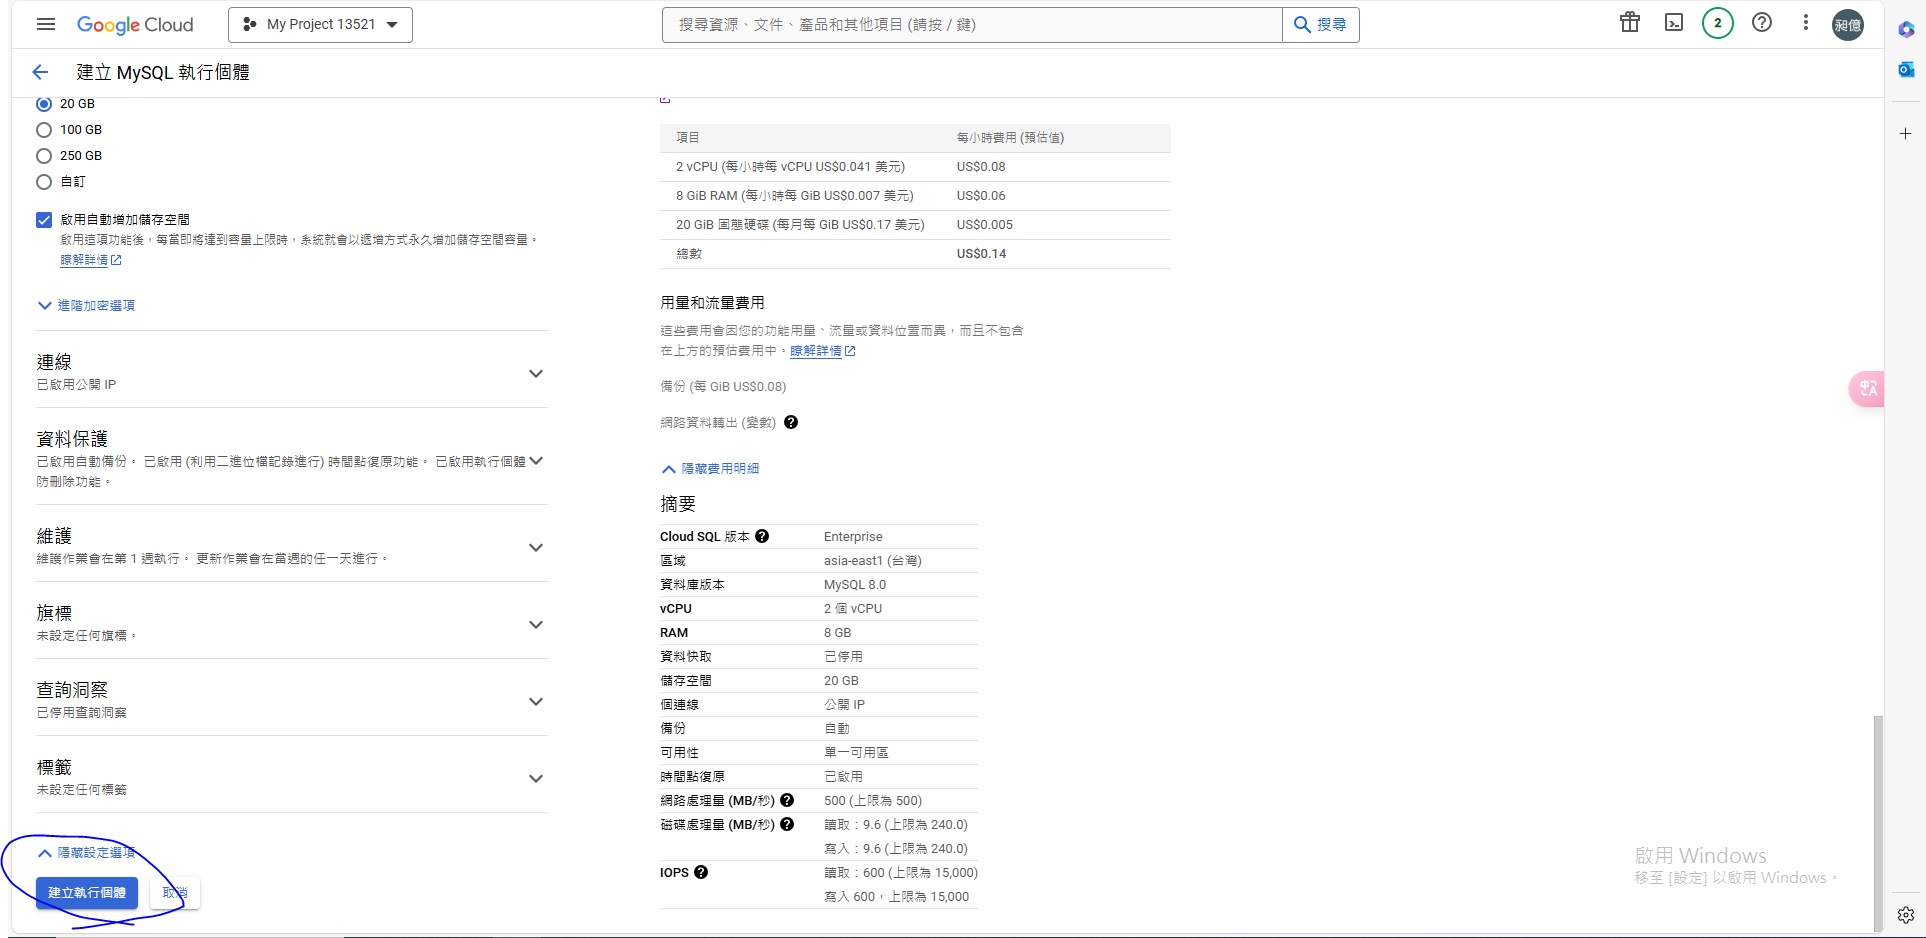 Google Cloud
My Project 13521
搜尋資源、文件、產品和其他項目 (請按 / 鍵)
搜尋
2
昶億
建立 MySQL 執行個體
20 GB
100 GB
250 GB
自訂
啟用自動增加儲存空間
啟用這項功能後，每當即將達到容量上限時，系統就會以遞增方式永久增加儲存空間容量。
瞭解詳情
進階加密選項
連線
已啟用公開 IP
資料保護
已啟用自動備份。 已啟用 (利用二進位檔記錄進行) 時間點復原功能。 已啟用執行個體
防刪除功能。
維護
維護作業會在第 1 週執行。 更新作業會在當週的任一天進行。
旗標
未設定任何旗標。
查詢洞察
已停用查詢洞察
標籤
未設定任何標籤
隱藏設定選項
建立執行個體
取消
項目 每小時費用 (預估值)
2 vCPU (每小時每 vCPU US$0.041 美元) US$0.08
8 GiB RAM (每小時每 GiB US$0.007 美元) US$0.06
20 GiB 固態硬碟 (每月每 GiB US$0.17 美元) US$0.005
總數 US$0.14
用量和流量費用
這些費用會因您的功能用量、流量或資料位置而異，而且不包含
在上方的預估費用中。瞭解詳情
備份 (每 GiB US$0.08)
網路資料轉出 (變數)
隱藏費用明細
摘要
Cloud SQL 版本 Enterprise
區域 asia-east1 (台灣)
資料庫版本 MySQL 8.0
vCPU 2 個 vCPU
RAM 8 GB
資料快取 已停用
儲存空間 20 GB
個連線 公開 IP
備份 自動
可用性 單一可用區
時間點復原 已啟用
網路處理量 (MB/秒) 500 (上限為 500)
磁碟處理量 (MB/秒) 讀取：9.6 (上限為 240.0)
寫入：9.6 (上限為 240.0)
IOPS 讀取：600 (上限為 15,000)
寫入 600，上限為 15,000
中 A
啟用 Windows
移至 [設定] 以啟用 Windows。